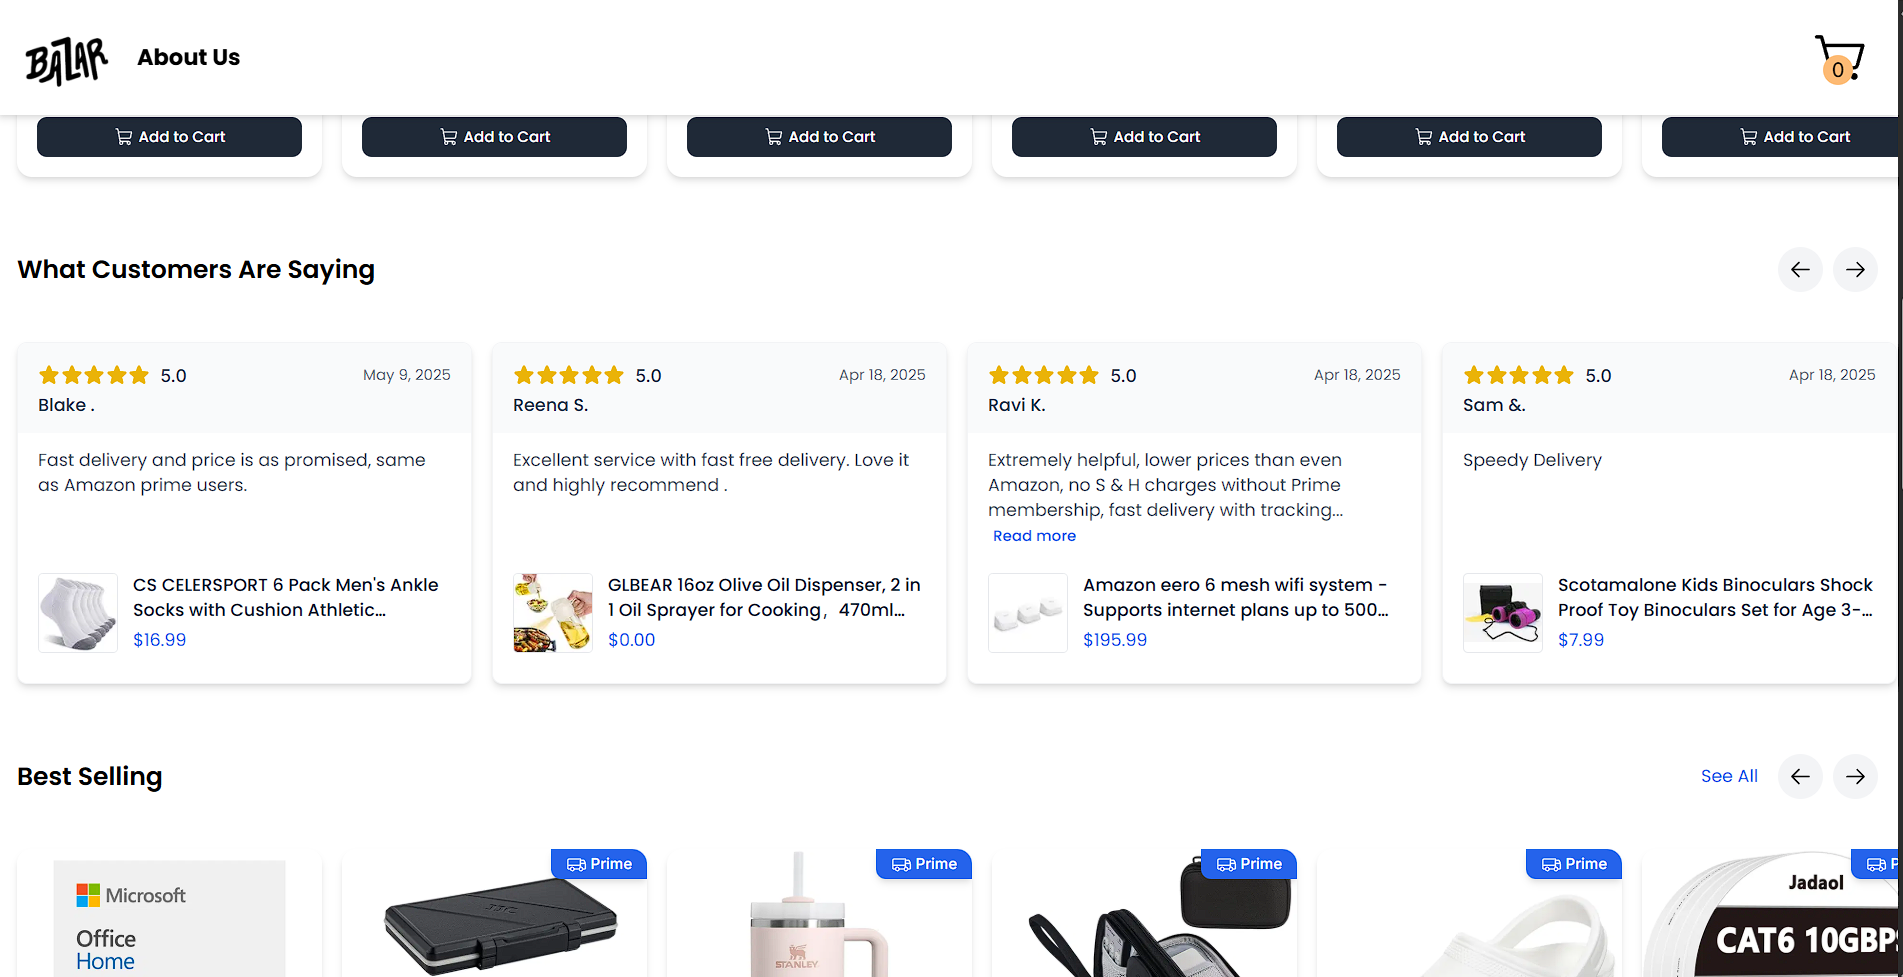 BAZAR
About Us
0
Add to Cart
Add to Cart
Add to Cart
Add to Cart
Add to Cart
Add to Cart
What Customers Are Saying
5.0
May 9, 2025
Blake .
Fast delivery and price is as promised, same
as Amazon prime users.
CS CELERSPORT 6 Pack Men's Ankle
Socks with Cushion Athletic...
$16.99
5.0
Apr 18, 2025
Reena S.
Excellent service with fast free delivery. Love it
and highly recommend .
GLBEAR 16oz Olive Oil Dispenser, 2 in
1 Oil Sprayer for Cooking，470ml...
$0.00
5.0
Apr 18, 2025
Ravi K.
Extremely helpful, lower prices than even
Amazon, no S & H charges without Prime
membership, fast delivery with tracking...
Read more
Amazon eero 6 mesh wifi system -
Supports internet plans up to 500...
$195.99
5.0
Apr 18, 2025
Sam &.
Speedy Delivery
Scotamalone Kids Binoculars Shock
Proof Toy Binoculars Set for Age 3-...
$7.99
Best Selling
See All
Microsoft
Office
Home
Prime
JJC
Prime
STANLEY
Prime
Prime
P
Jadaol
CAT6 10GBPS